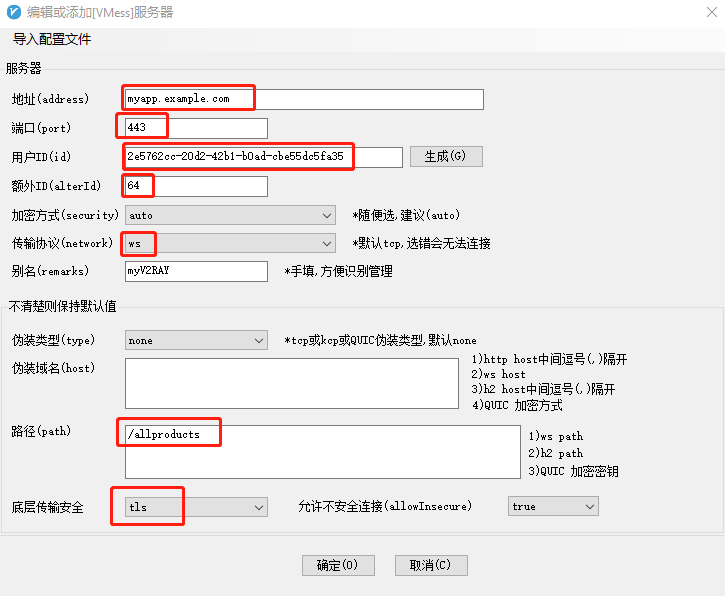 编辑或添加[VMess]服务器
导入配置文件
服务器
地址(address) myapp.example.com
端口(port) 443
用户ID(id) 2e5762cc-20d2-42b1-b0ad-cbe55dc5fa35 生成(G)
额外ID(alterId) 64
加密方式(security) auto *随便选,建议(auto)
传输协议(network) ws *默认tcp,选错会无法连接
别名(remarks) myV2RAY *手填,方便识别管理
不清楚则保持默认值
伪装类型(type) none *tcp或kcp或QUIC伪装类型,默认none
伪装域名(host) 1)http host中间逗号(,)隔开
2)ws host
3)h2 host中间逗号(,)隔开
4)QUIC 加密方式
路径(path) /allproducts 1)ws path
2)h2 path
3)QUIC 加密密钥
底层传输安全 tls 允许不安全连接(allowInsecure) true
确定(O) 取消(C)